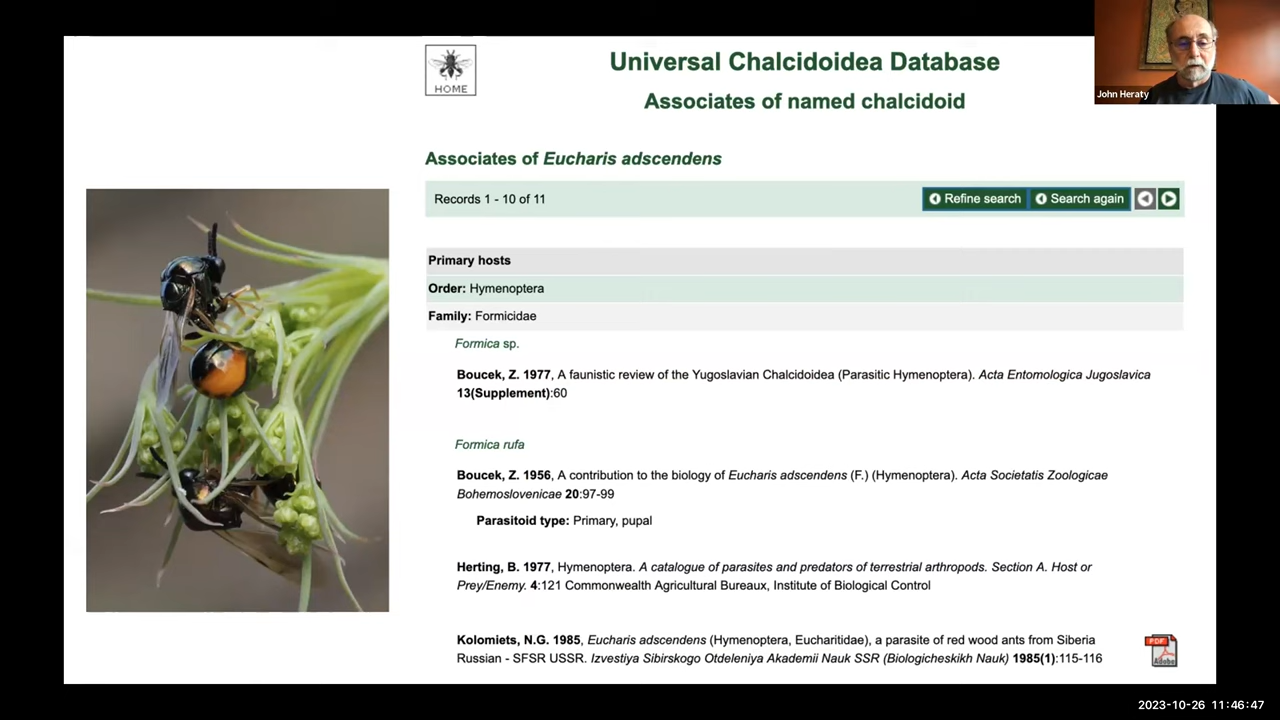 HOME
Universal Chalcidoidea Database
Associates of named chalcidoid
John Heraty
Associates of Eucharis adscendens
Records 1 - 10 of 11
Refine search
Search again
Primary hosts
Order: Hymenoptera
Family: Formicidae
Formica sp.
Boucek, Z. 1977, A faunistic review of the Yugoslavian Chalcidoidea (Parasitic Hymenoptera). Acta Entomologica Jugoslavica
13(Supplement):60
Formica rufa
Boucek, Z. 1956, A contribution to the biology of Eucharis adscendens (F.) (Hymenoptera). Acta Societatis Zoologicae
Bohemoslovenicae 20:97-99
Parasitoid type: Primary, pupal
Herting, B. 1977, Hymenoptera. A catalogue of parasites and predators of terrestrial arthropods. Section A. Host or
Prey/Enemy. 4:121 Commonwealth Agricultural Bureaux, Institute of Biological Control
Kolomiets, N.G. 1985, Eucharis adscendens (Hymenoptera, Eucharitidae), a parasite of red wood ants from Siberia
Russian - SFSR USSR. Izvestiya Sibirskogo Otdeleniya Akademii Nauk SSR (Biologicheskikh Nauk) 1985(1):115-116
PDF
Adobe
2023-10-26 11:46:47